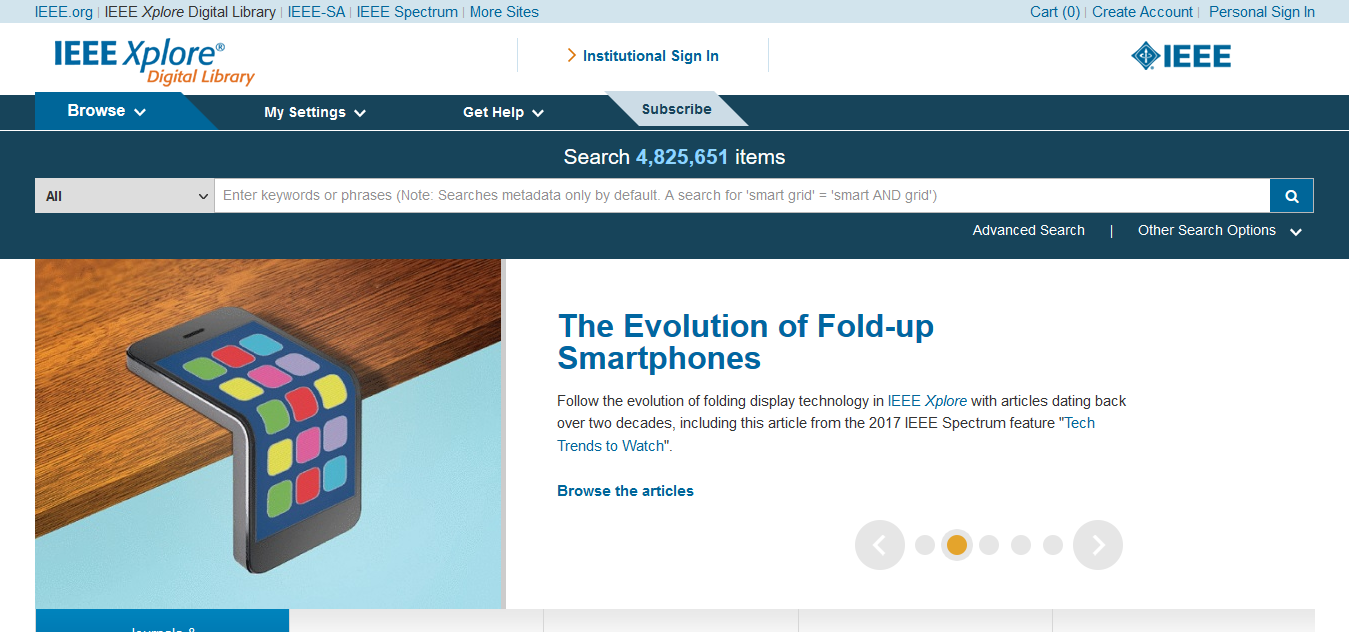 IEEE.org | IEEE Xplore Digital Library | IEEE-SA | IEEE Spectrum | More Sites
Cart (0) | Create Account | Personal Sign In
IEEE Xplore®
Digital Library
Institutional Sign In
IEEE
Browse
My Settings
Get Help
Subscribe
Search 4,825,651 items
All
Enter keywords or phrases (Note: Searches metadata only by default. A search for 'smart grid' = 'smart AND grid')
Advanced Search | Other Search Options
The Evolution of Fold-up
Smartphones
Follow the evolution of folding display technology in IEEE Xplore with articles dating back
over two decades, including this article from the 2017 IEEE Spectrum feature "Tech
Trends to Watch".
Browse the articles
Journals &